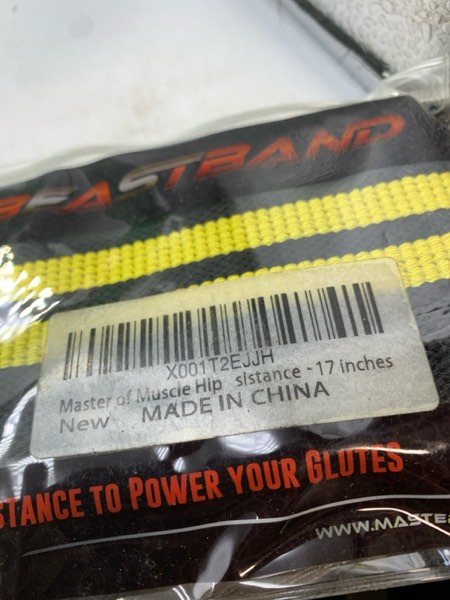 BEASTBAND
X001T2EJJH
Master of Muscle Hip sistance - 17 inches
New MADE IN CHINA
STANCE TO POWER YOUR GLUTES
WWW.MASTE